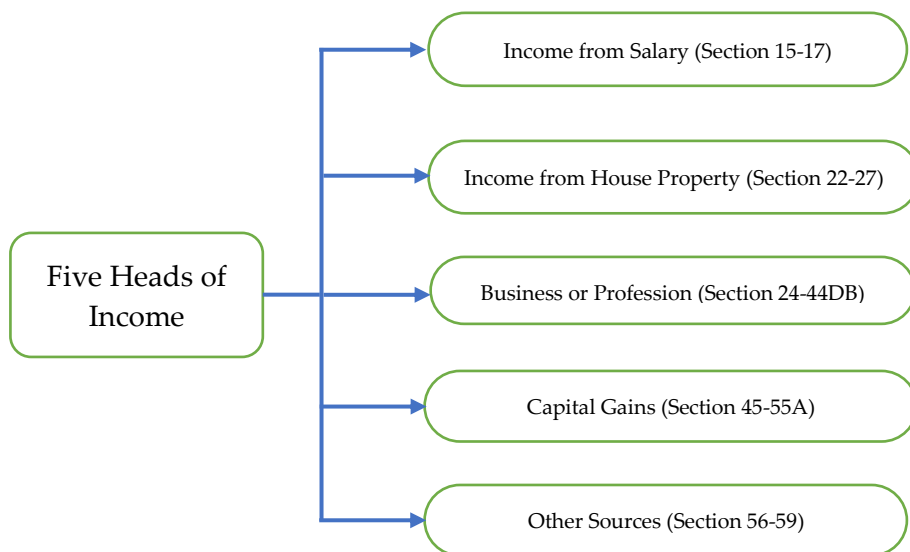 Five Heads of
Income
Income from Salary (Section 15-17)
Income from House Property (Section 22-27)
Business or Profession (Section 24-44DB)
Capital Gains (Section 45-55A)
Other Sources (Section 56-59)